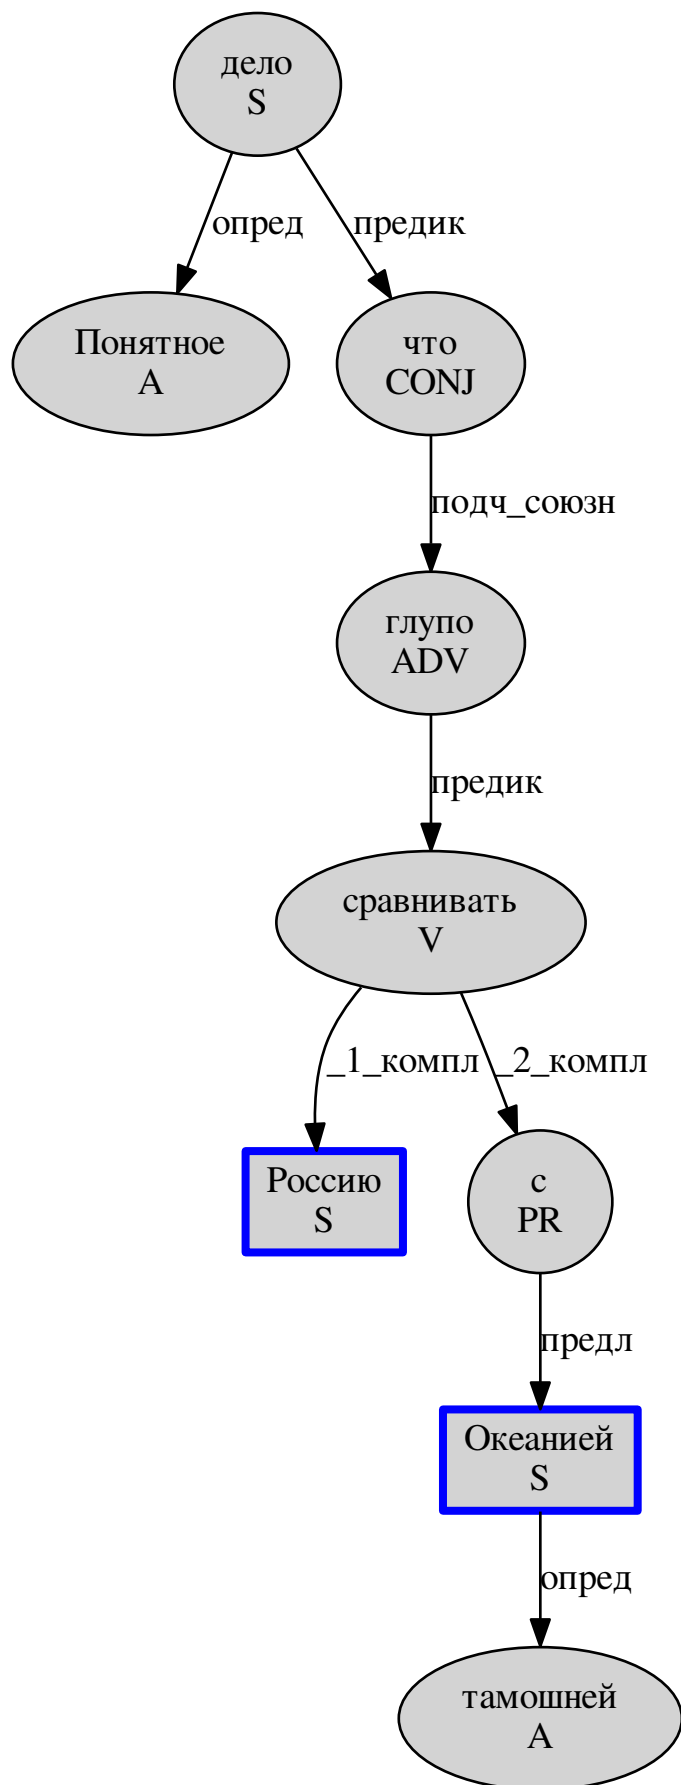 дело
S
опред
предик
Понятное
A
что
CONJ
подч_союзн
глупо
ADV
предик
сравнивать
V
_1_компл
_2_компл
Россию
S
с
PR
предл
Океанией
S
опред
тамошней
A